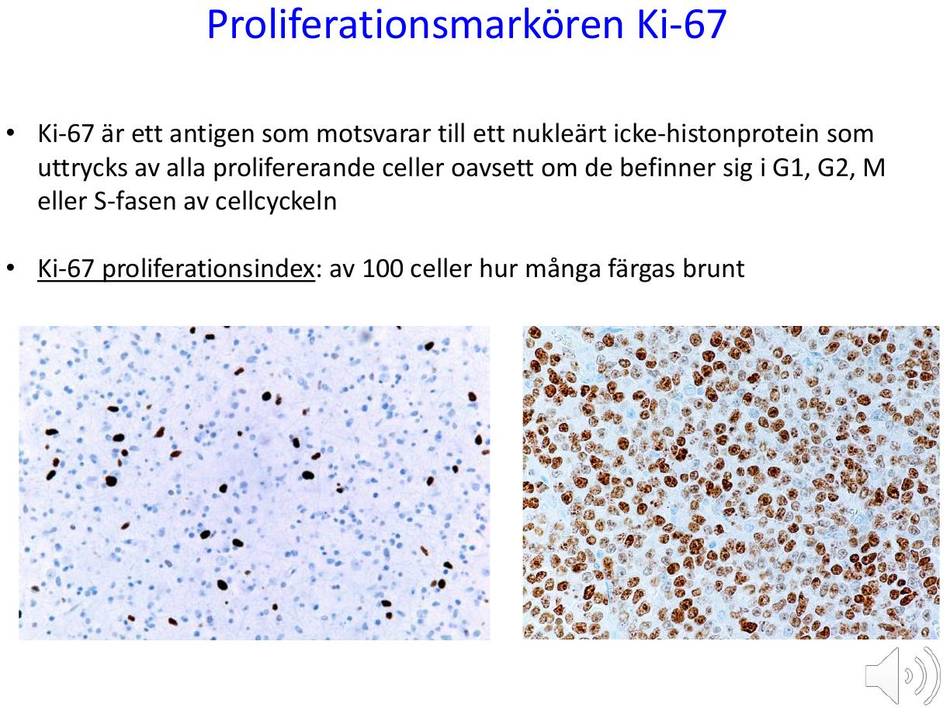 Proliferationsmarkören Ki-67
• Ki-67 är ett antigen som motsvarar till ett nukleärt icke-histonprotein som
uttrycks av alla prolifererande celler oavsett om de befinner sig i G1, G2, M
eller S-fasen av cellcyckeln
• Ki-67 proliferationsindex: av 100 celler hur många färgas brunt